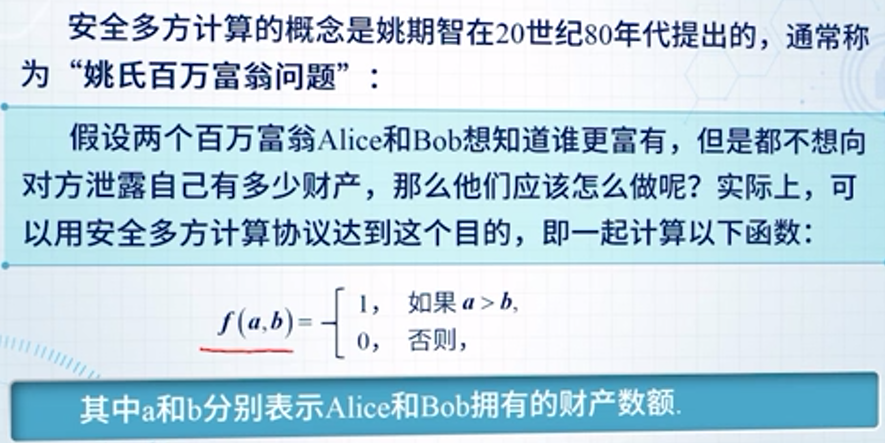 安全多方计算的概念是姚期智在20世纪80年代提出的，通常称
为“姚氏百万富翁问题”：
假设两个百万富翁Alice和Bob想知道谁更富有，但是都不想向
对方泄露自己有多少财产，那么他们应该怎么做呢？实际上，可
以用安全多方计算协议达到这个目的，即一起计算以下函数：
f(a,b)={
1， 如果 a > b,
0， 否则，
其中a和b分别表示Alice和Bob拥有的财产数额.